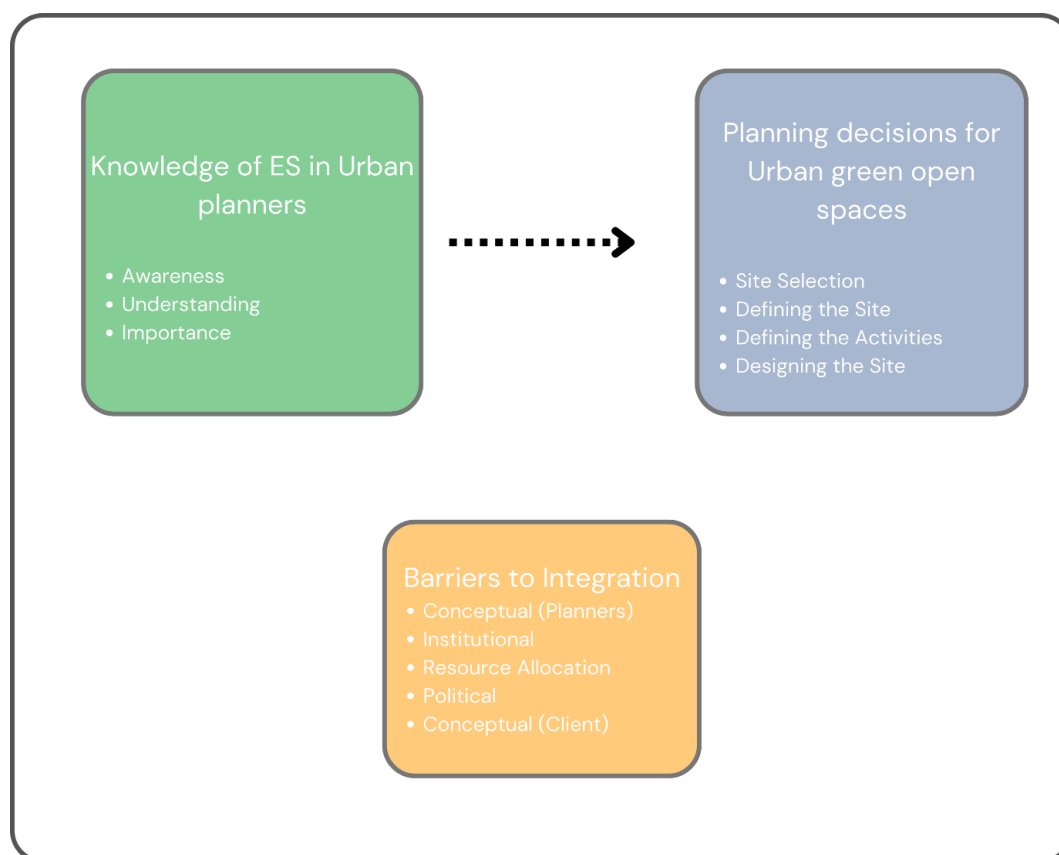 Knowledge of ES in Urban
planners
• Awareness
• Understanding
• Importance
Planning decisions for
Urban green open
spaces
• Site Selection
• Defining the Site
• Defining the Activities
• Designing the Site
Barriers to Integration
• Conceptual (Planners)
• Institutional
• Resource Allocation
• Political
• Conceptual (Client)